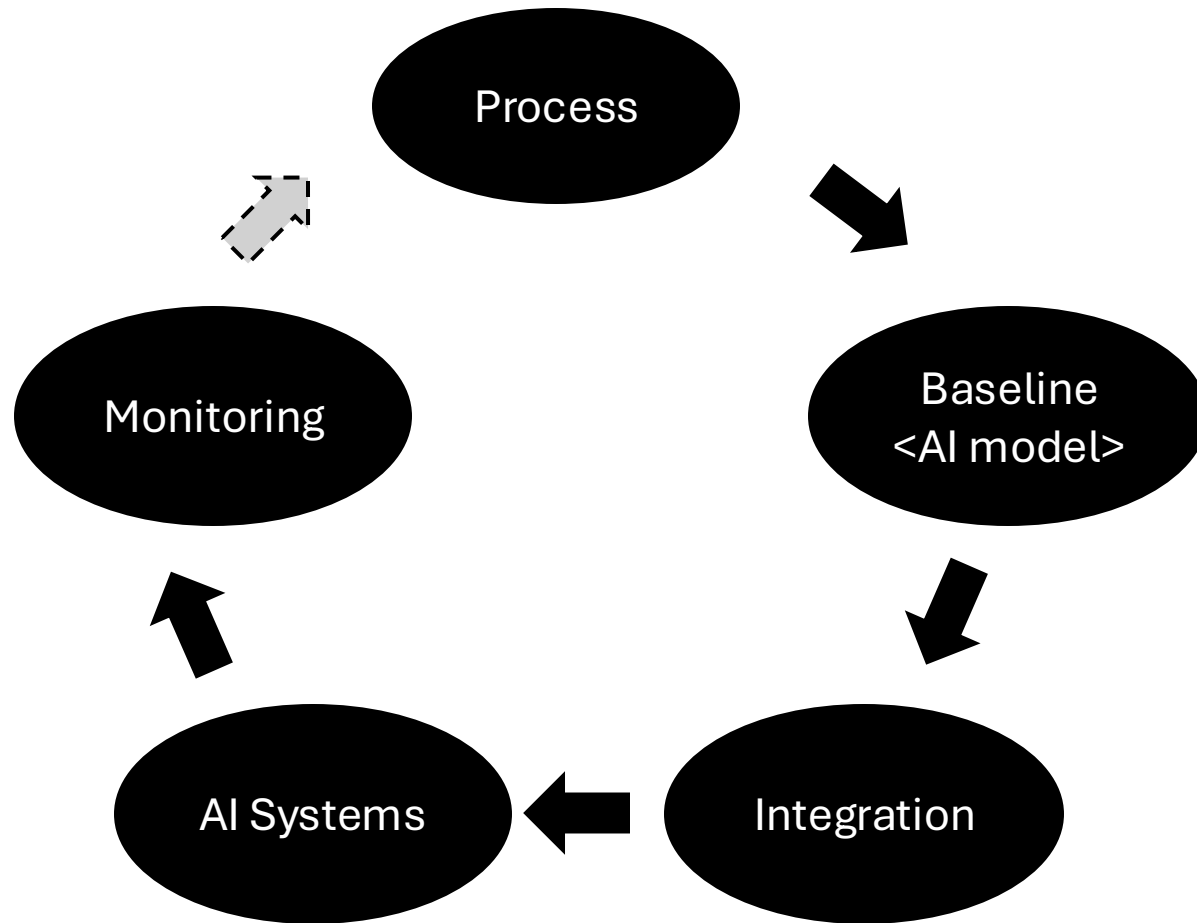 Process
Baseline
<AI model>
Monitoring
AI Systems
Integration